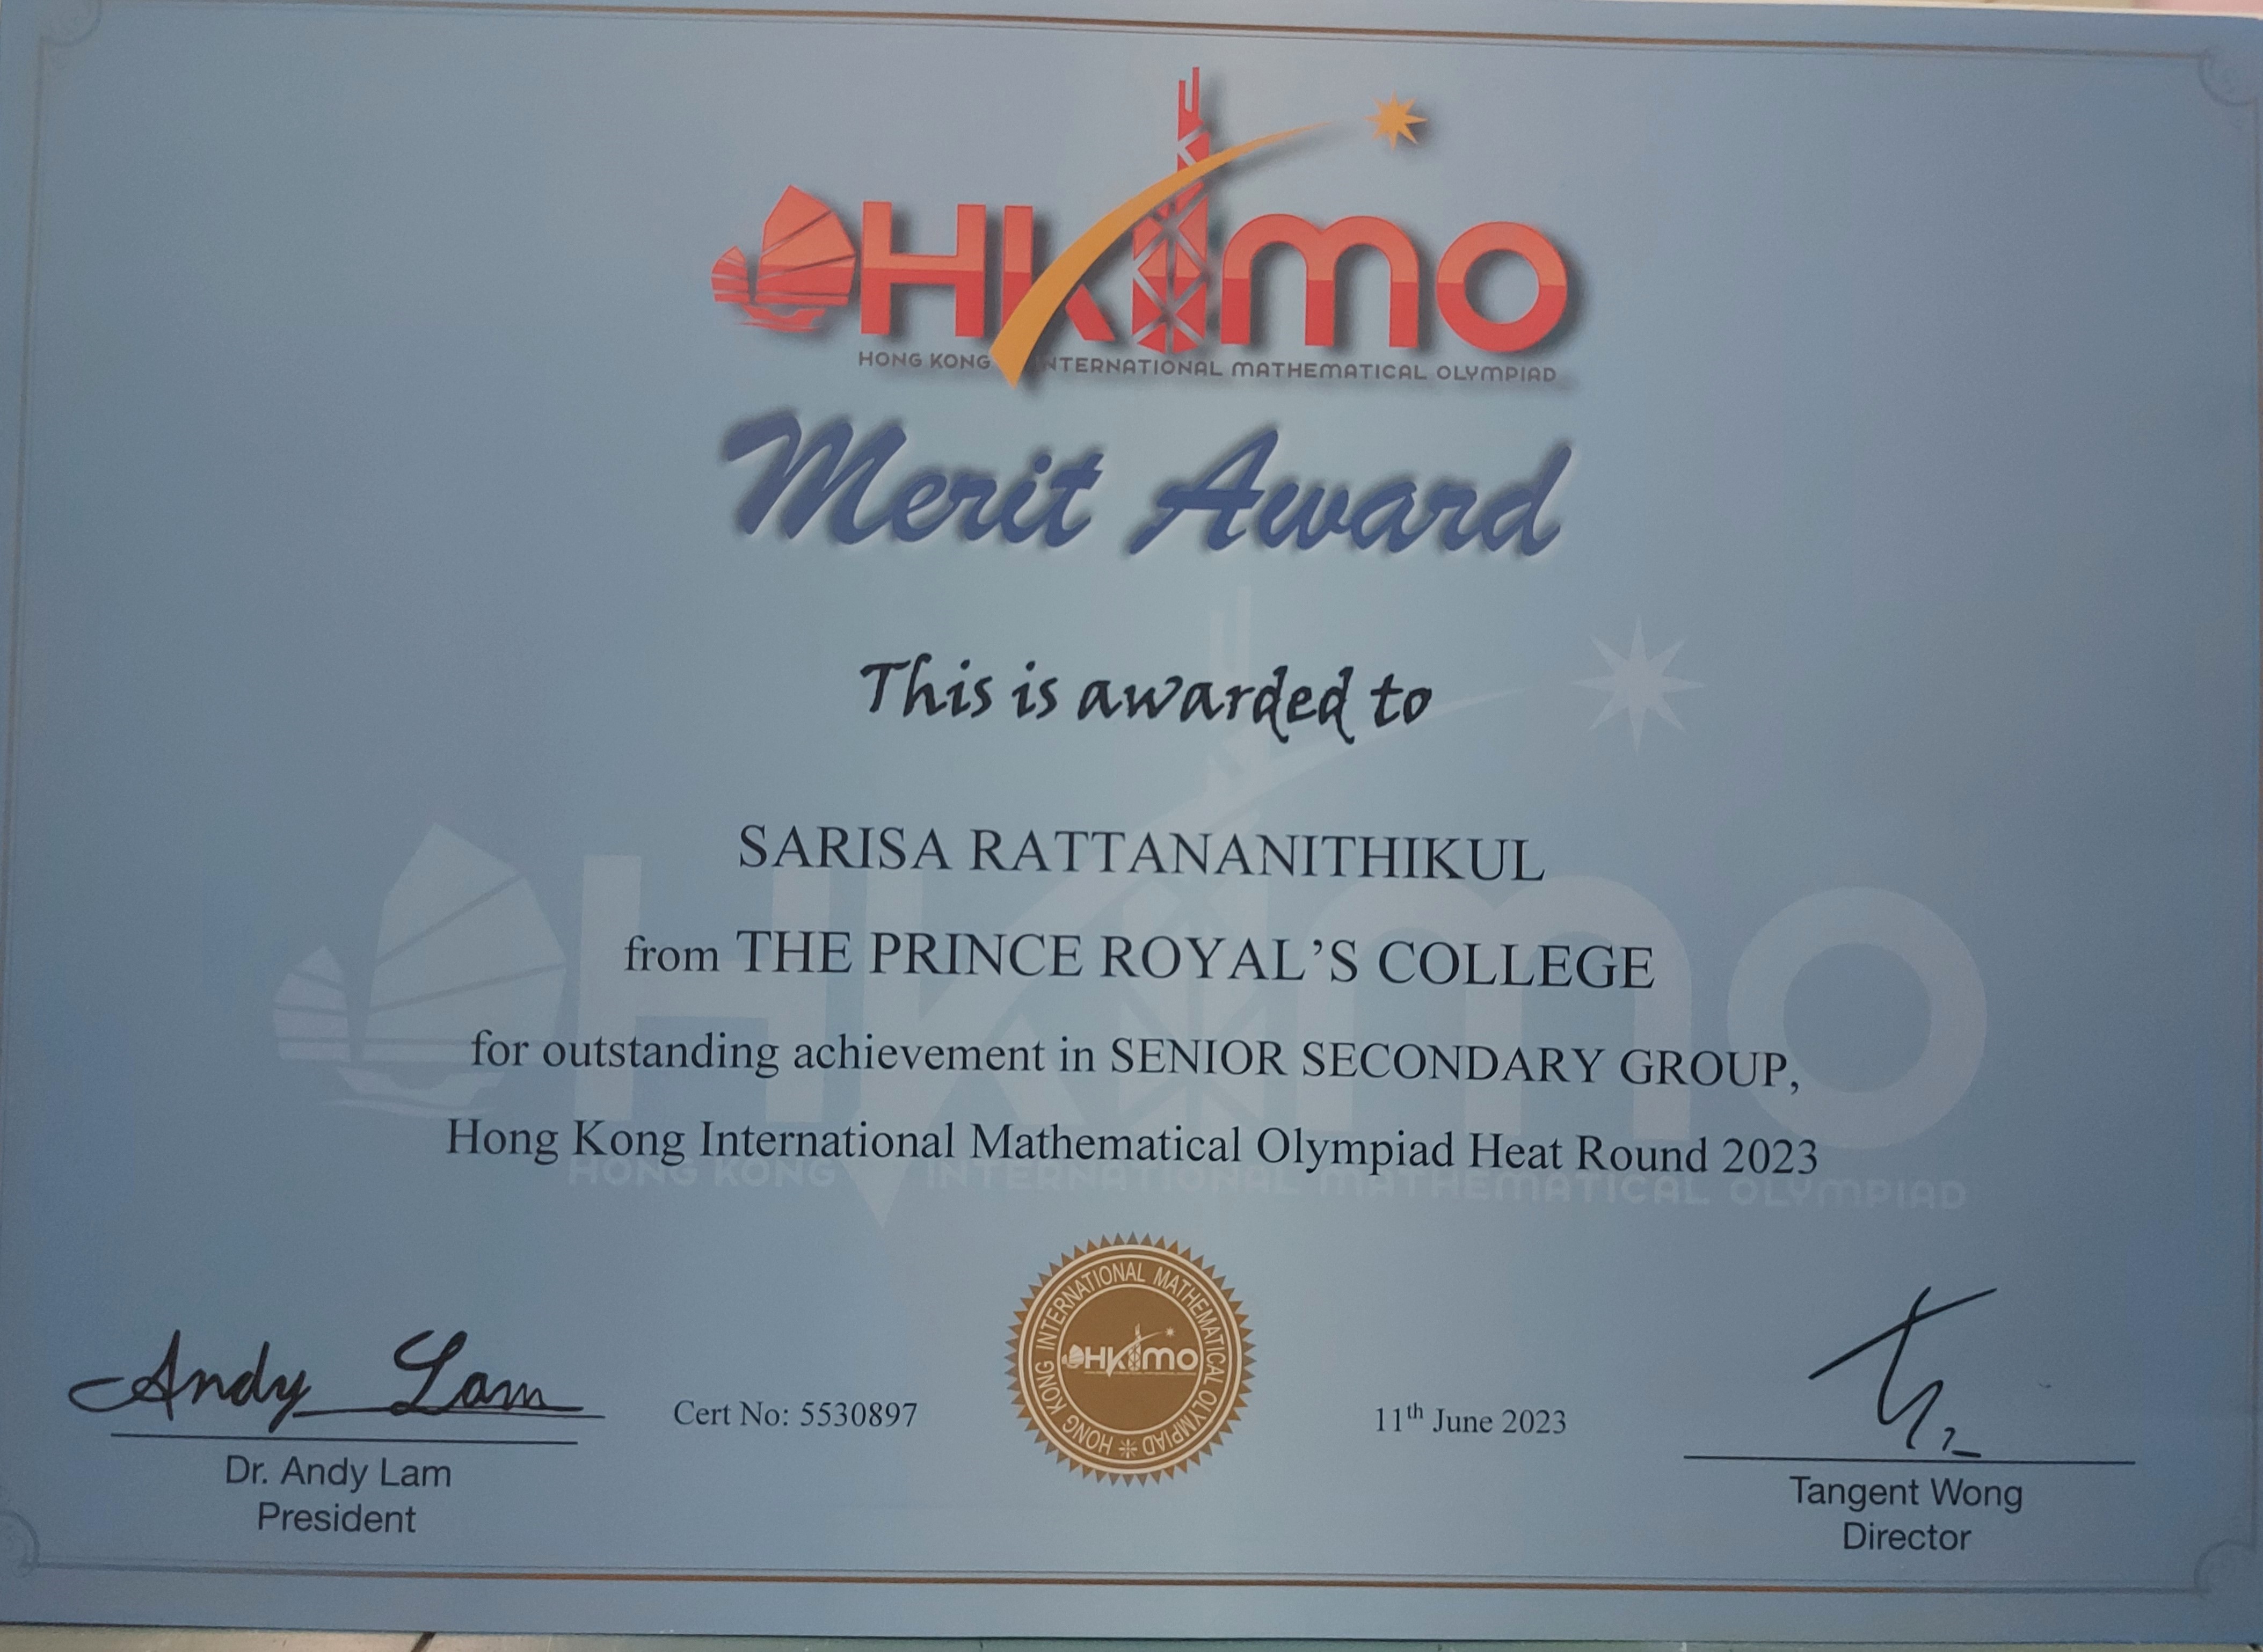 HKIMO
HONG KONG INTERNATIONAL MATHEMATICAL OLYMPIAD
Merit Award
This is awarded to
SARISA RATTANANITHIKUL
from THE PRINCE ROYAL'S COLLEGE
for outstanding achievement in SENIOR SECONDARY GROUP,
Hong Kong International Mathematical Olympiad Heat Round 2023
HONG KONG INTERNATIONAL MATHEMATICAL OLYMPIAD
HONG KONG INTERNATIONAL MATHEMATICAL OLYMPIAD
HKIMO
Andy Lam
Cert No: 5530897
11th June 2023
Dr. Andy Lam
President
Tangent Wong
Director